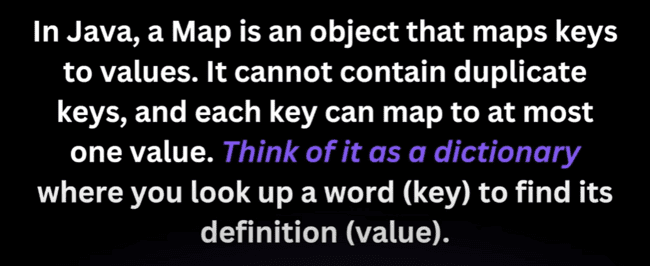 In Java, a Map is an object that maps keys
to values. It cannot contain duplicate
keys, and each key can map to at most
one value. Think of it as a dictionary
where you look up a word (key) to find its
definition (value).